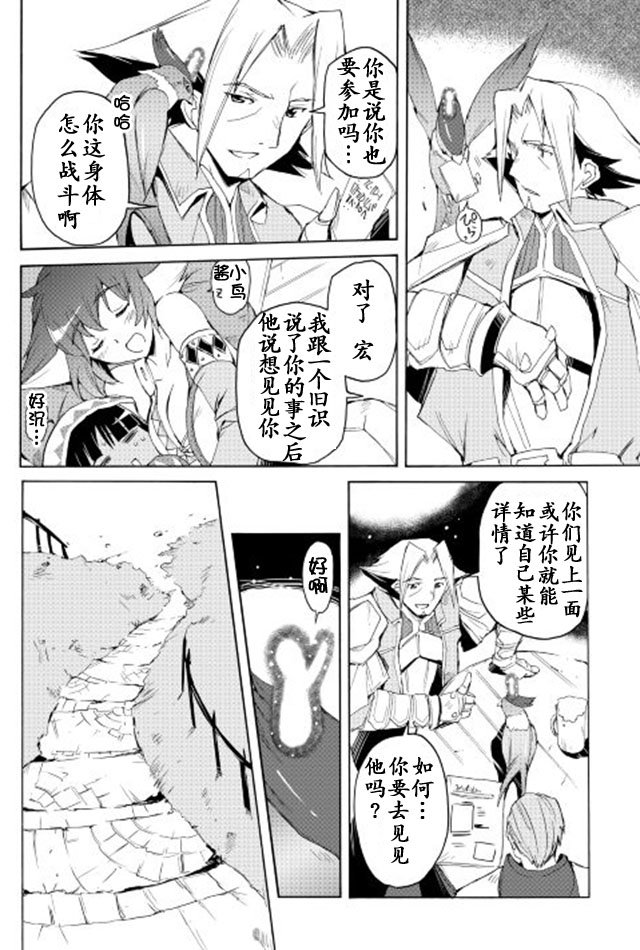 ぴら
你是说你也
要参加吗…
哈哈
你这身体
怎么战斗啊
对了 宏
我跟一个旧识
说了你的事之后
他说想见见你
小鸟
酱z
好沉…
你们见上一面
或许你就能
知道自己某些
详情了
如何…
你要去见见
他吗？
好啊